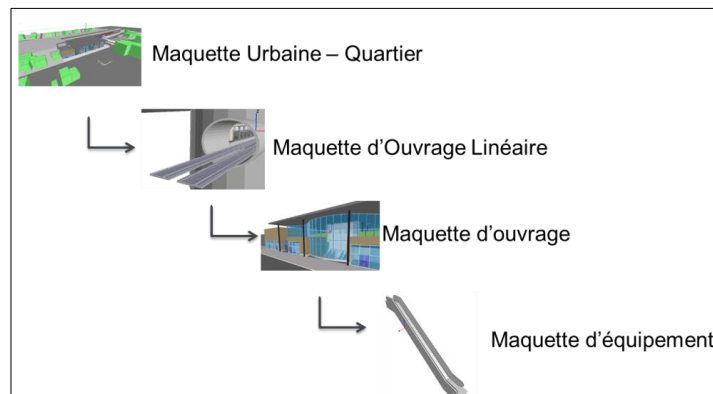 Maquette Urbaine – Quartier
Maquette d'Ouvrage Linéaire
Maquette d'ouvrage
Maquette d'équipement